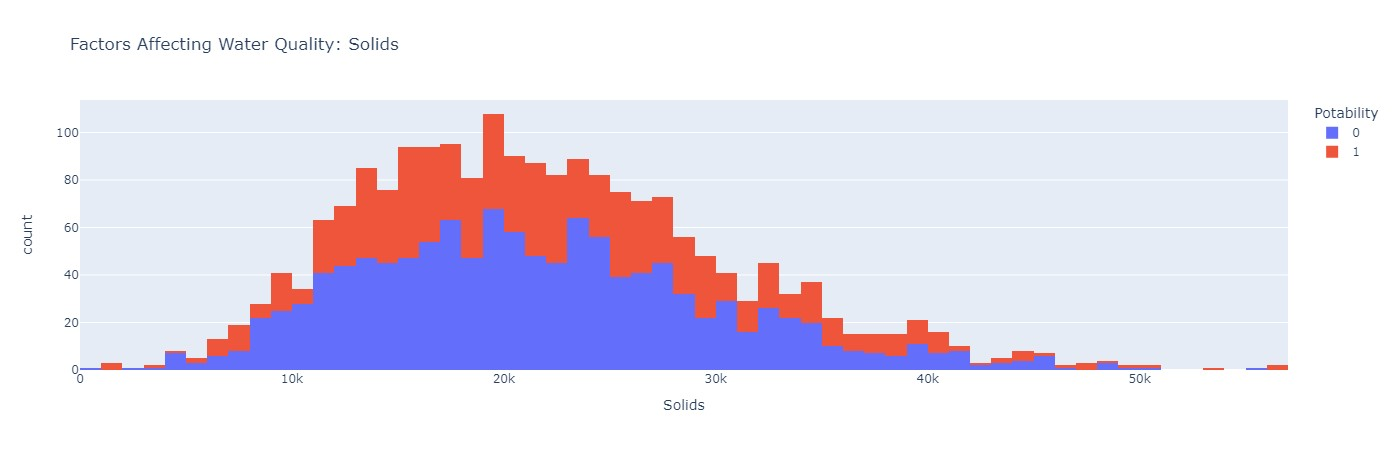 Factors Affecting Water Quality: Solids
Potability
0
1
count
100
80
60
40
20
0
0 10k 20k 30k 40k 50k
Solids